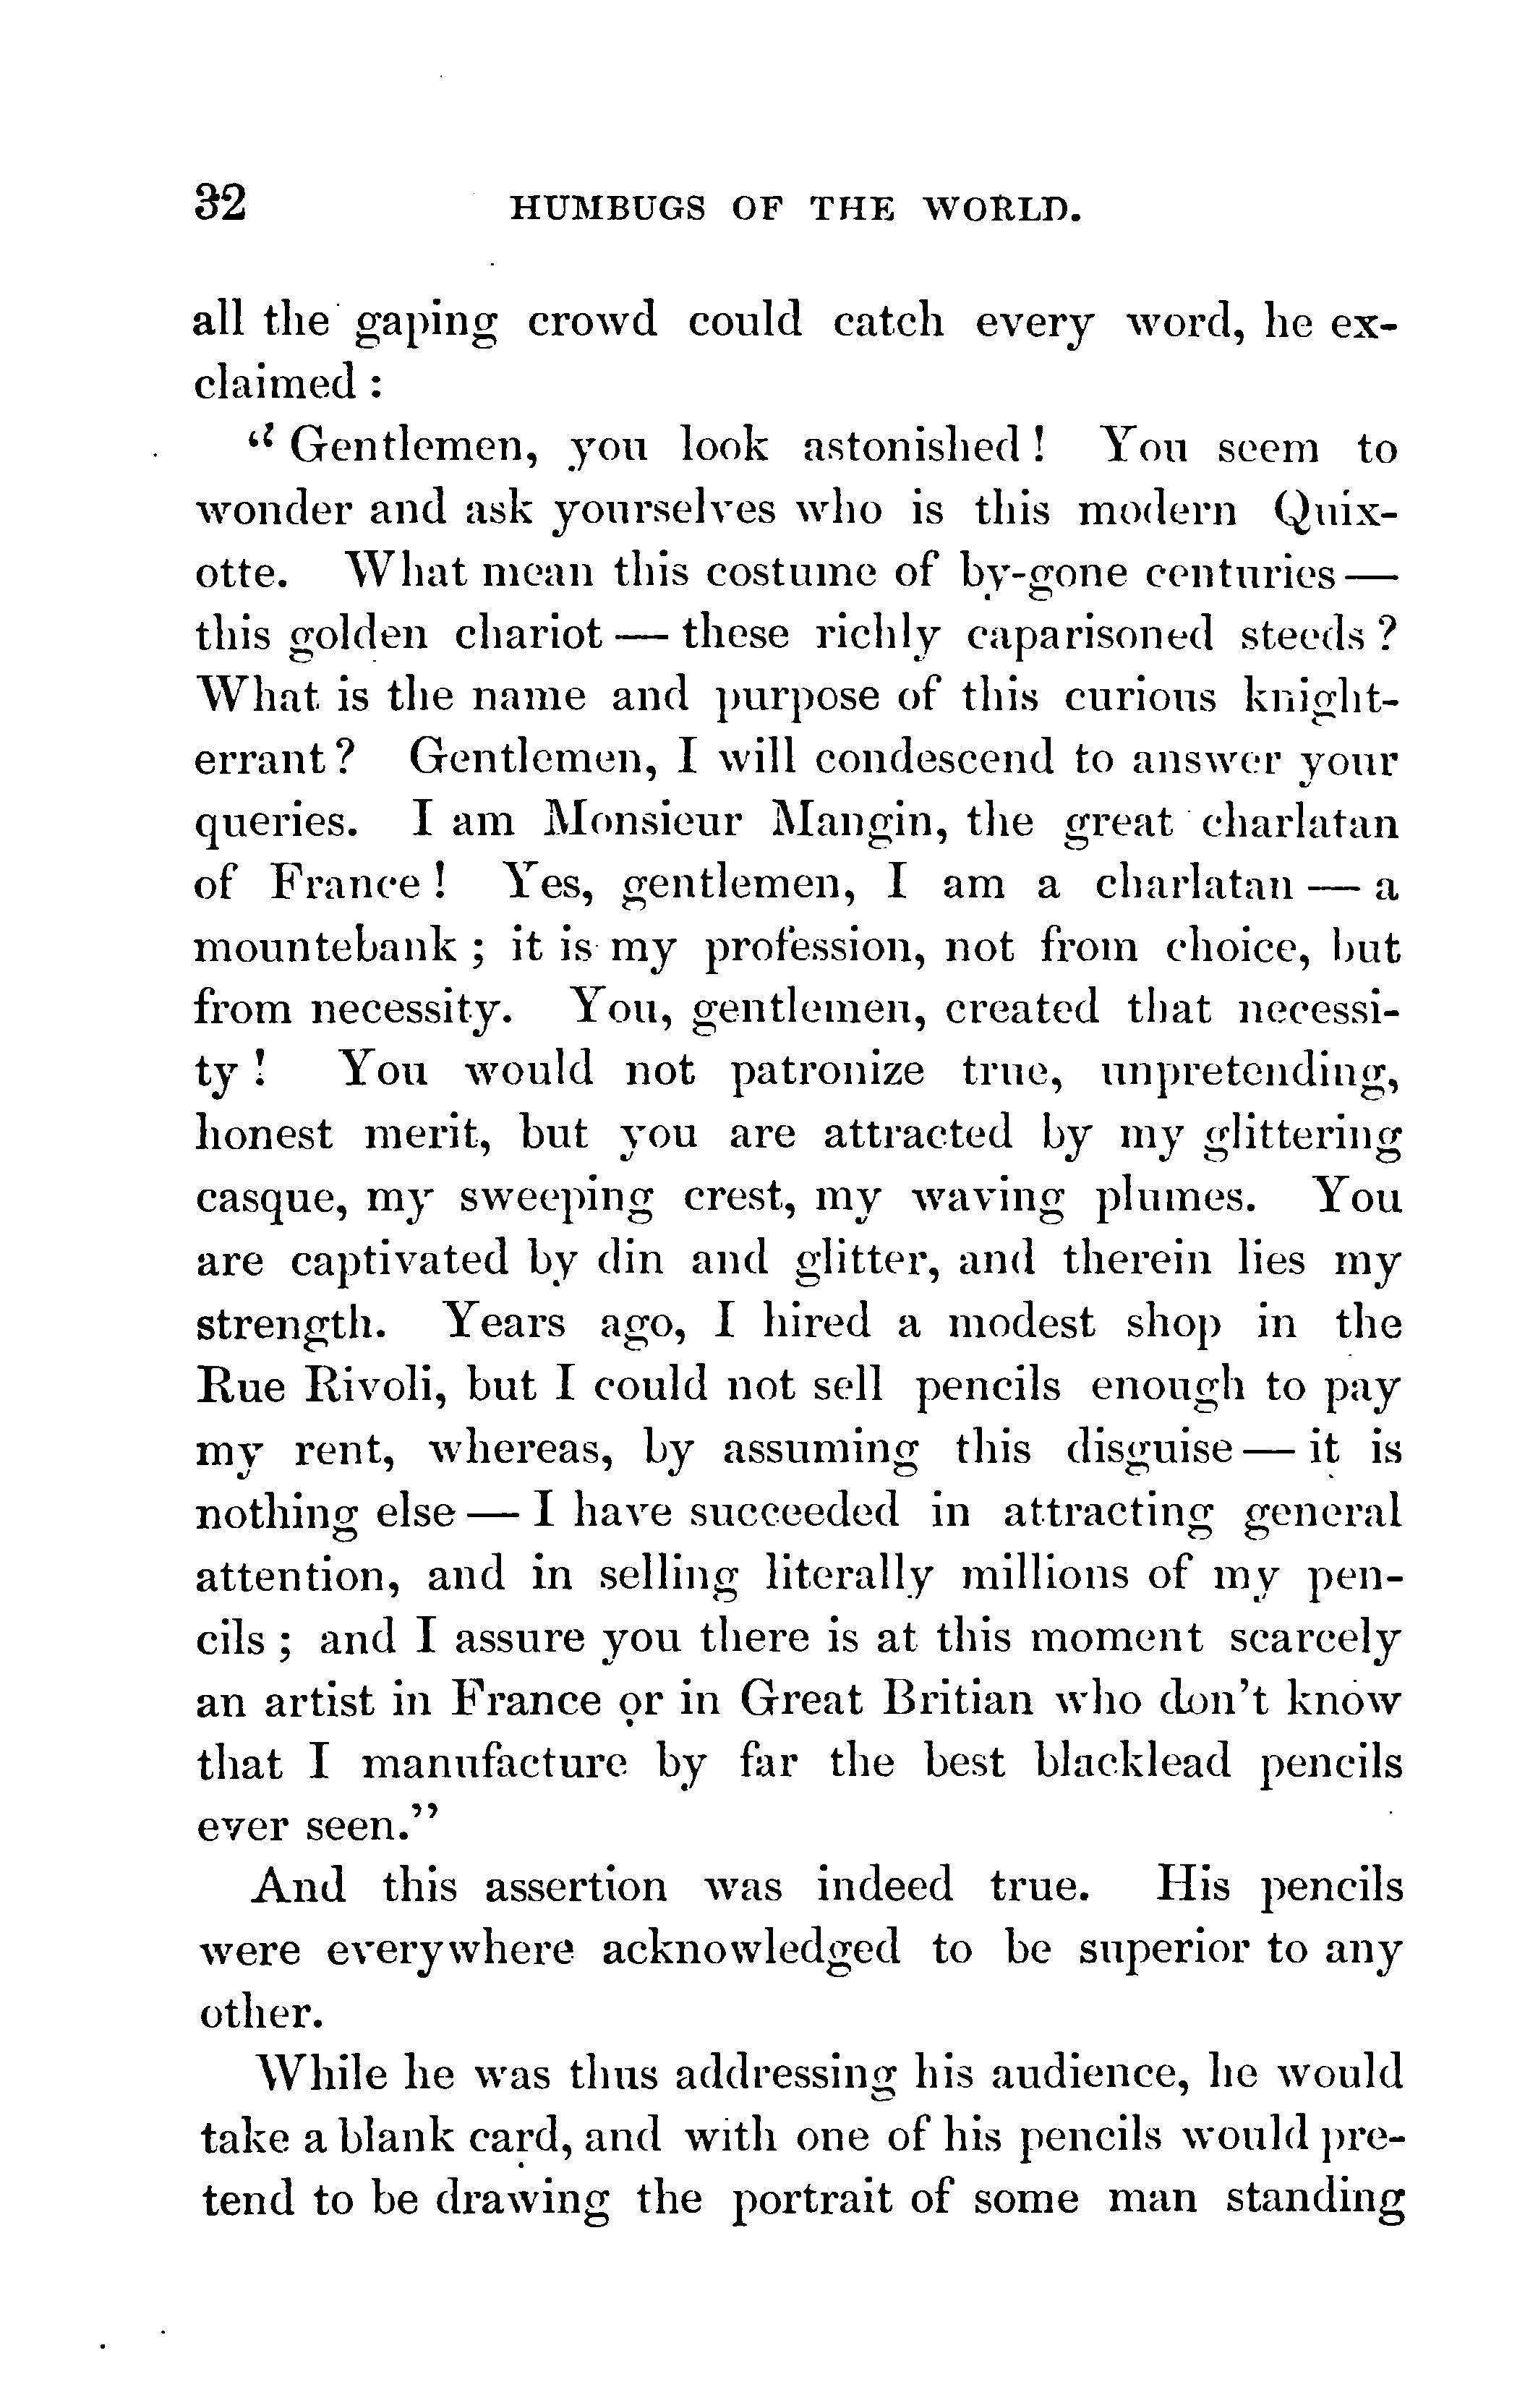 32 HUMBUGS OF THE WORLD.
all the gaping crowd could catch every word, he ex-
claimed :
“ Gentlemen, you look astonished ! You seem to
wonder and ask yourselves who is this modern Quix-
otte. What mean this costume of by-gone centuries —
this golden chariot — these richly caparisoned steeds ?
What is the name and purpose of this curious knight-
errant ? Gentlemen, I will condescend to answer your
queries. I am Monsieur Mangin, the great charlatan
of France ! Yes, gentlemen, I am a charlatan — a
mountebank ; it is my profession, not from choice, but
from necessity. You, gentlemen, created that necessi-
ty ! You would not patronize true, unpretending,
honest merit, but you are attracted by my glittering
casque, my sweeping crest, my waving plumes. You
are captivated by din and glitter, and therein lies my
strength. Years ago, I hired a modest shop in the
Rue Rivoli, but I could not sell pencils enough to pay
my rent, whereas, by assuming this disguise — it is
nothing else — I have succeeded in attracting general
attention, and in selling literally millions of my pen-
cils ; and I assure you there is at this moment scarcely
an artist in France or in Great Britian who don’t know
that I manufacture by far the best blacklead pencils
ever seen.”
And this assertion was indeed true. His pencils
were everywhere acknowledged to be superior to any
other.
While he was thus addressing his audience, he would
take a blank card, and with one of his pencils would pre-
tend to be drawing the portrait of some man standing